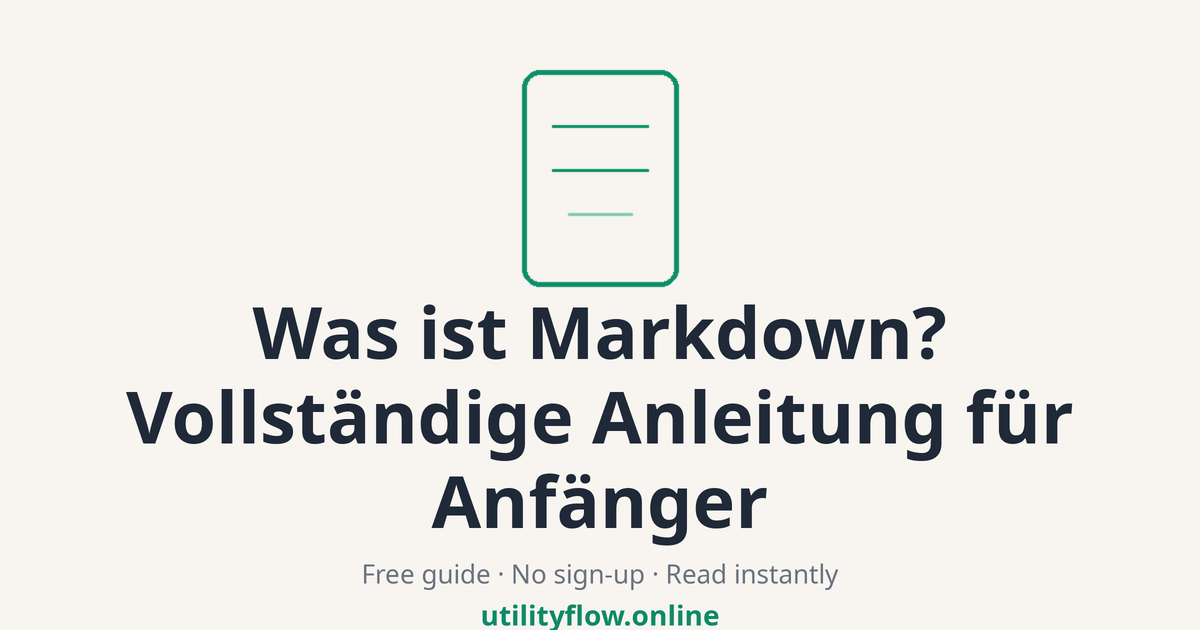 Was ist Markdown?
Vollständige Anleitung für
Anfänger
Free guide · No sign-up · Read instantly
utilityflow.online